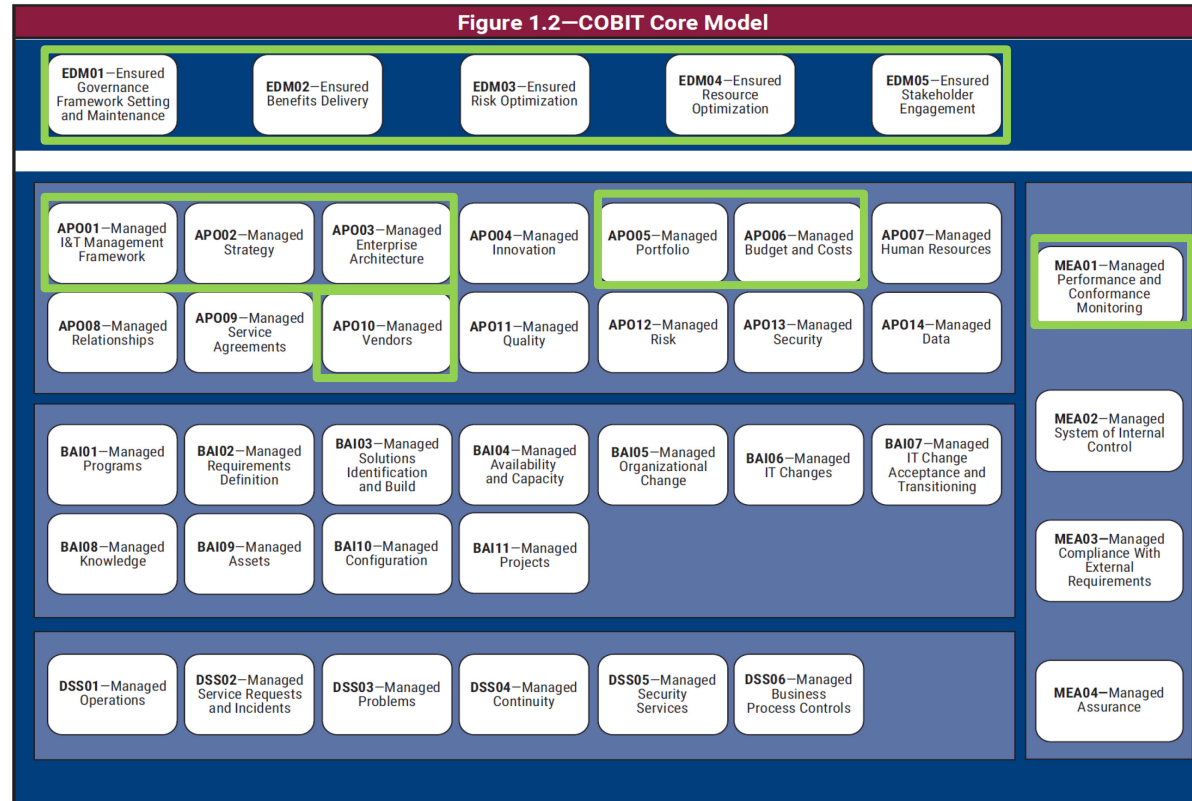 Figure 1.2—COBIT Core Model
EDM01—Ensured
Governance
Framework Setting
and Maintenance
EDM02—Ensured
Benefits Delivery
EDM03—Ensured
Risk Optimization
EDM04—Ensured
Resource
Optimization
EDM05—Ensured
Stakeholder
Engagement
APO01—Managed
I&T Management
Framework
APO02—Managed
Strategy
APO03—Managed
Enterprise
Architecture
APO04—Managed
Innovation
APO05—Managed
Portfolio
APO06—Managed
Budget and Costs
APO07—Managed
Human Resources
APO08—Managed
Relationships
APO09—Managed
Service
Agreements
APO10—Managed
Vendors
APO11—Managed
Quality
APO12—Managed
Risk
APO13—Managed
Security
APO14—Managed
Data
BAI01—Managed
Programs
BAI02—Managed
Requirements
Definition
BAI03—Managed
Solutions
Identification
and Build
BAI04—Managed
Availability
and Capacity
BAI05—Managed
Organizational
Change
BAI06—Managed
IT Changes
BAI07—Managed
IT Change
Acceptance and
Transitioning
BAI08—Managed
Knowledge
BAI09—Managed
Assets
BAI10—Managed
Configuration
BAI11—Managed
Projects
DSS01—Managed
Operations
DSS02—Managed
Service Requests
and Incidents
DSS03—Managed
Problems
DSS04—Managed
Continuity
DSS05—Managed
Security
Services
DSS06—Managed
Business
Process Controls
MEA01—Managed
Performance and
Conformance
Monitoring
MEA02—Managed
System of Internal
Control
MEA03—Managed
Compliance With
External
Requirements
MEA04—Managed
Assurance